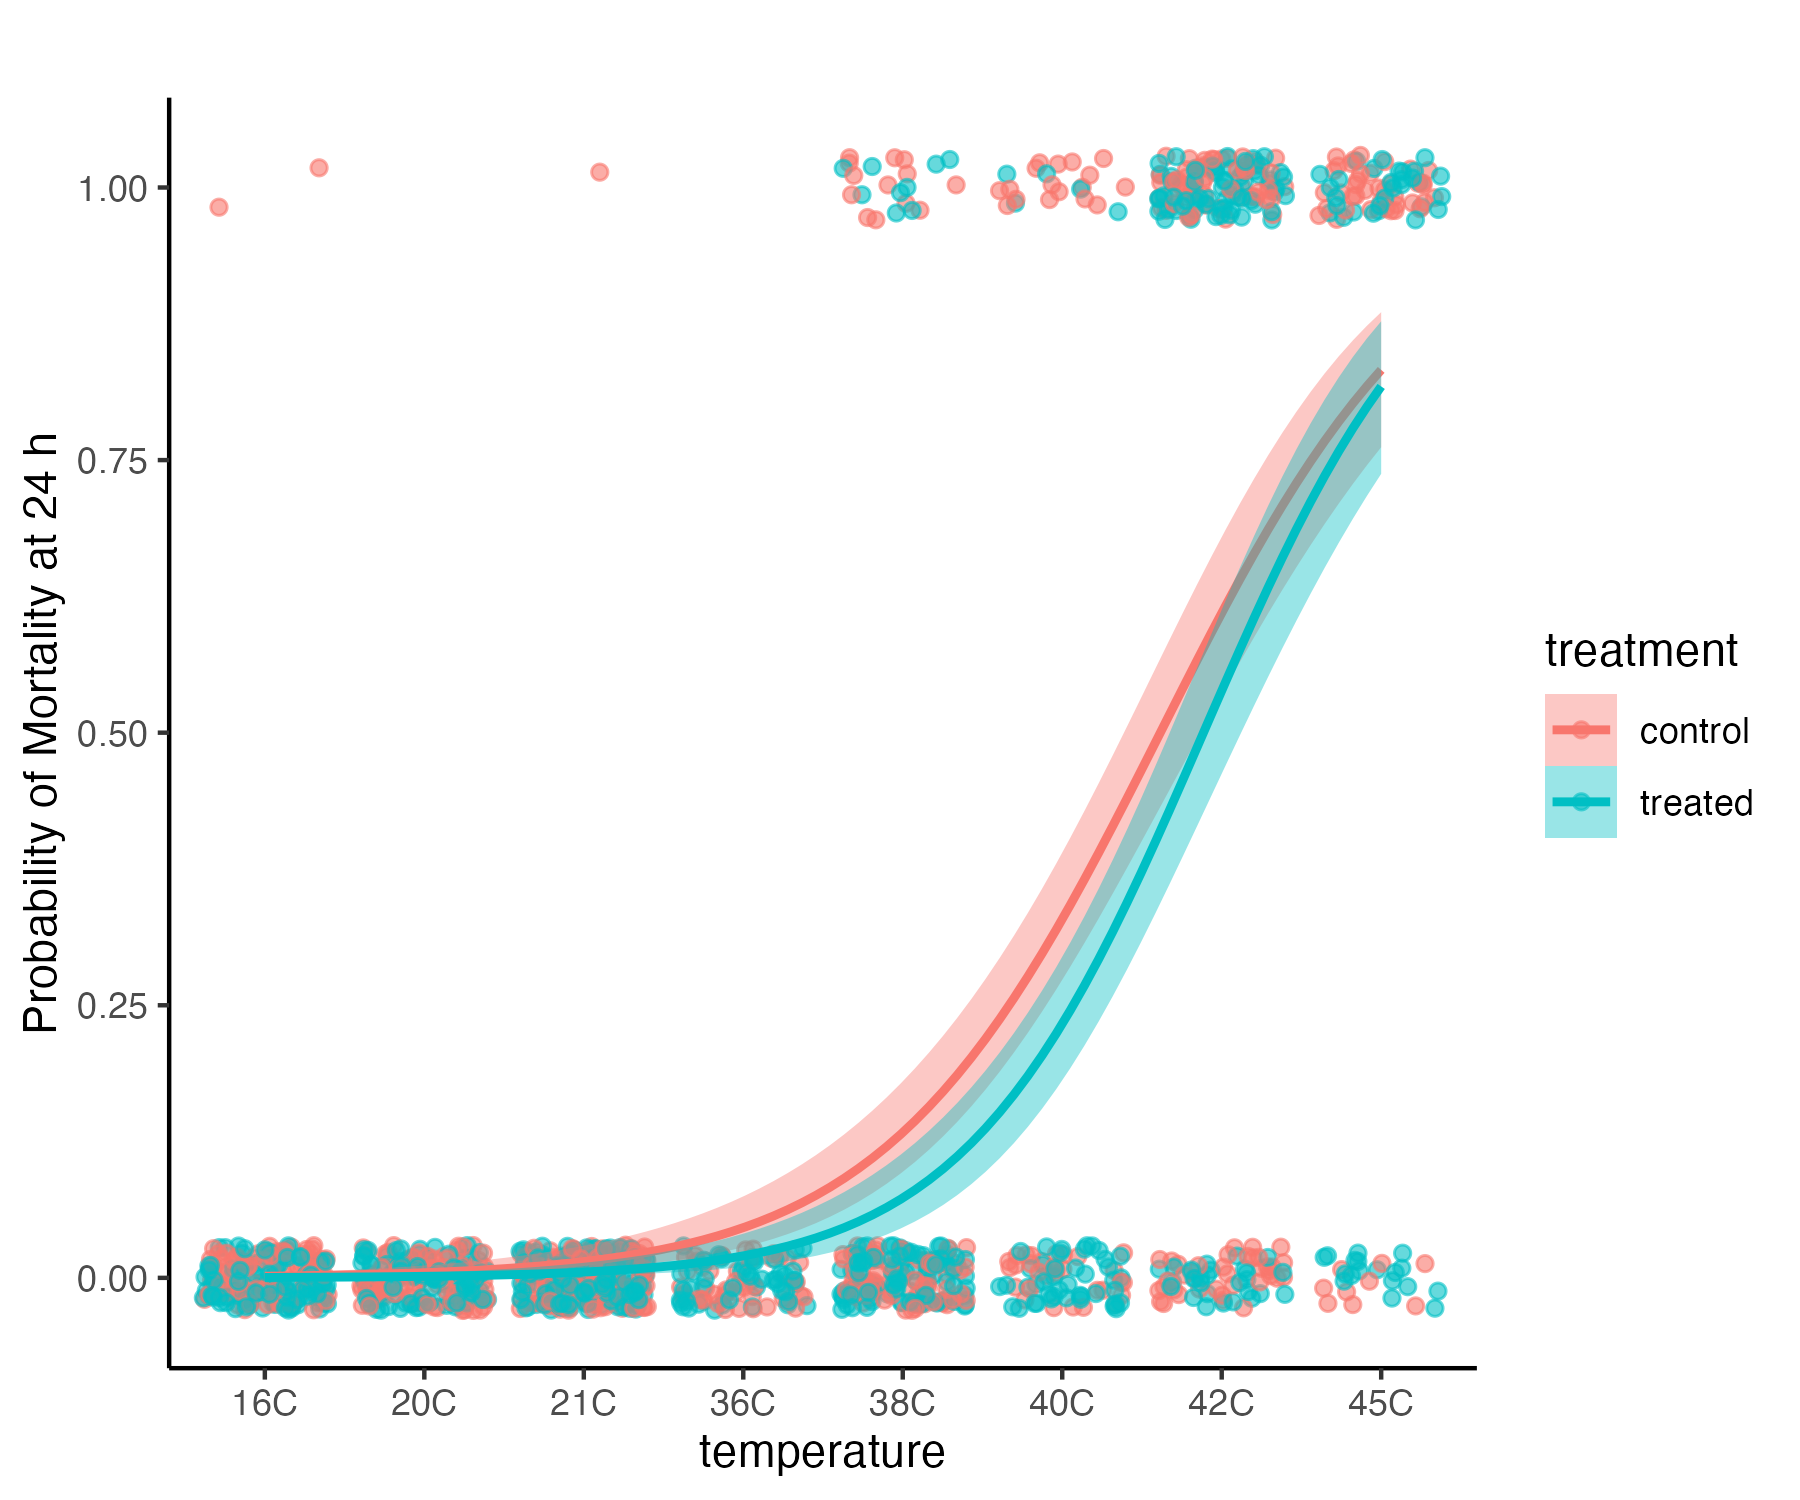 Probability of Mortality at 24 h
1.00
0.75
0.50
0.25
0.00
16C 20C 21C 36C 38C 40C 42C 45C
temperature
treatment
control
treated